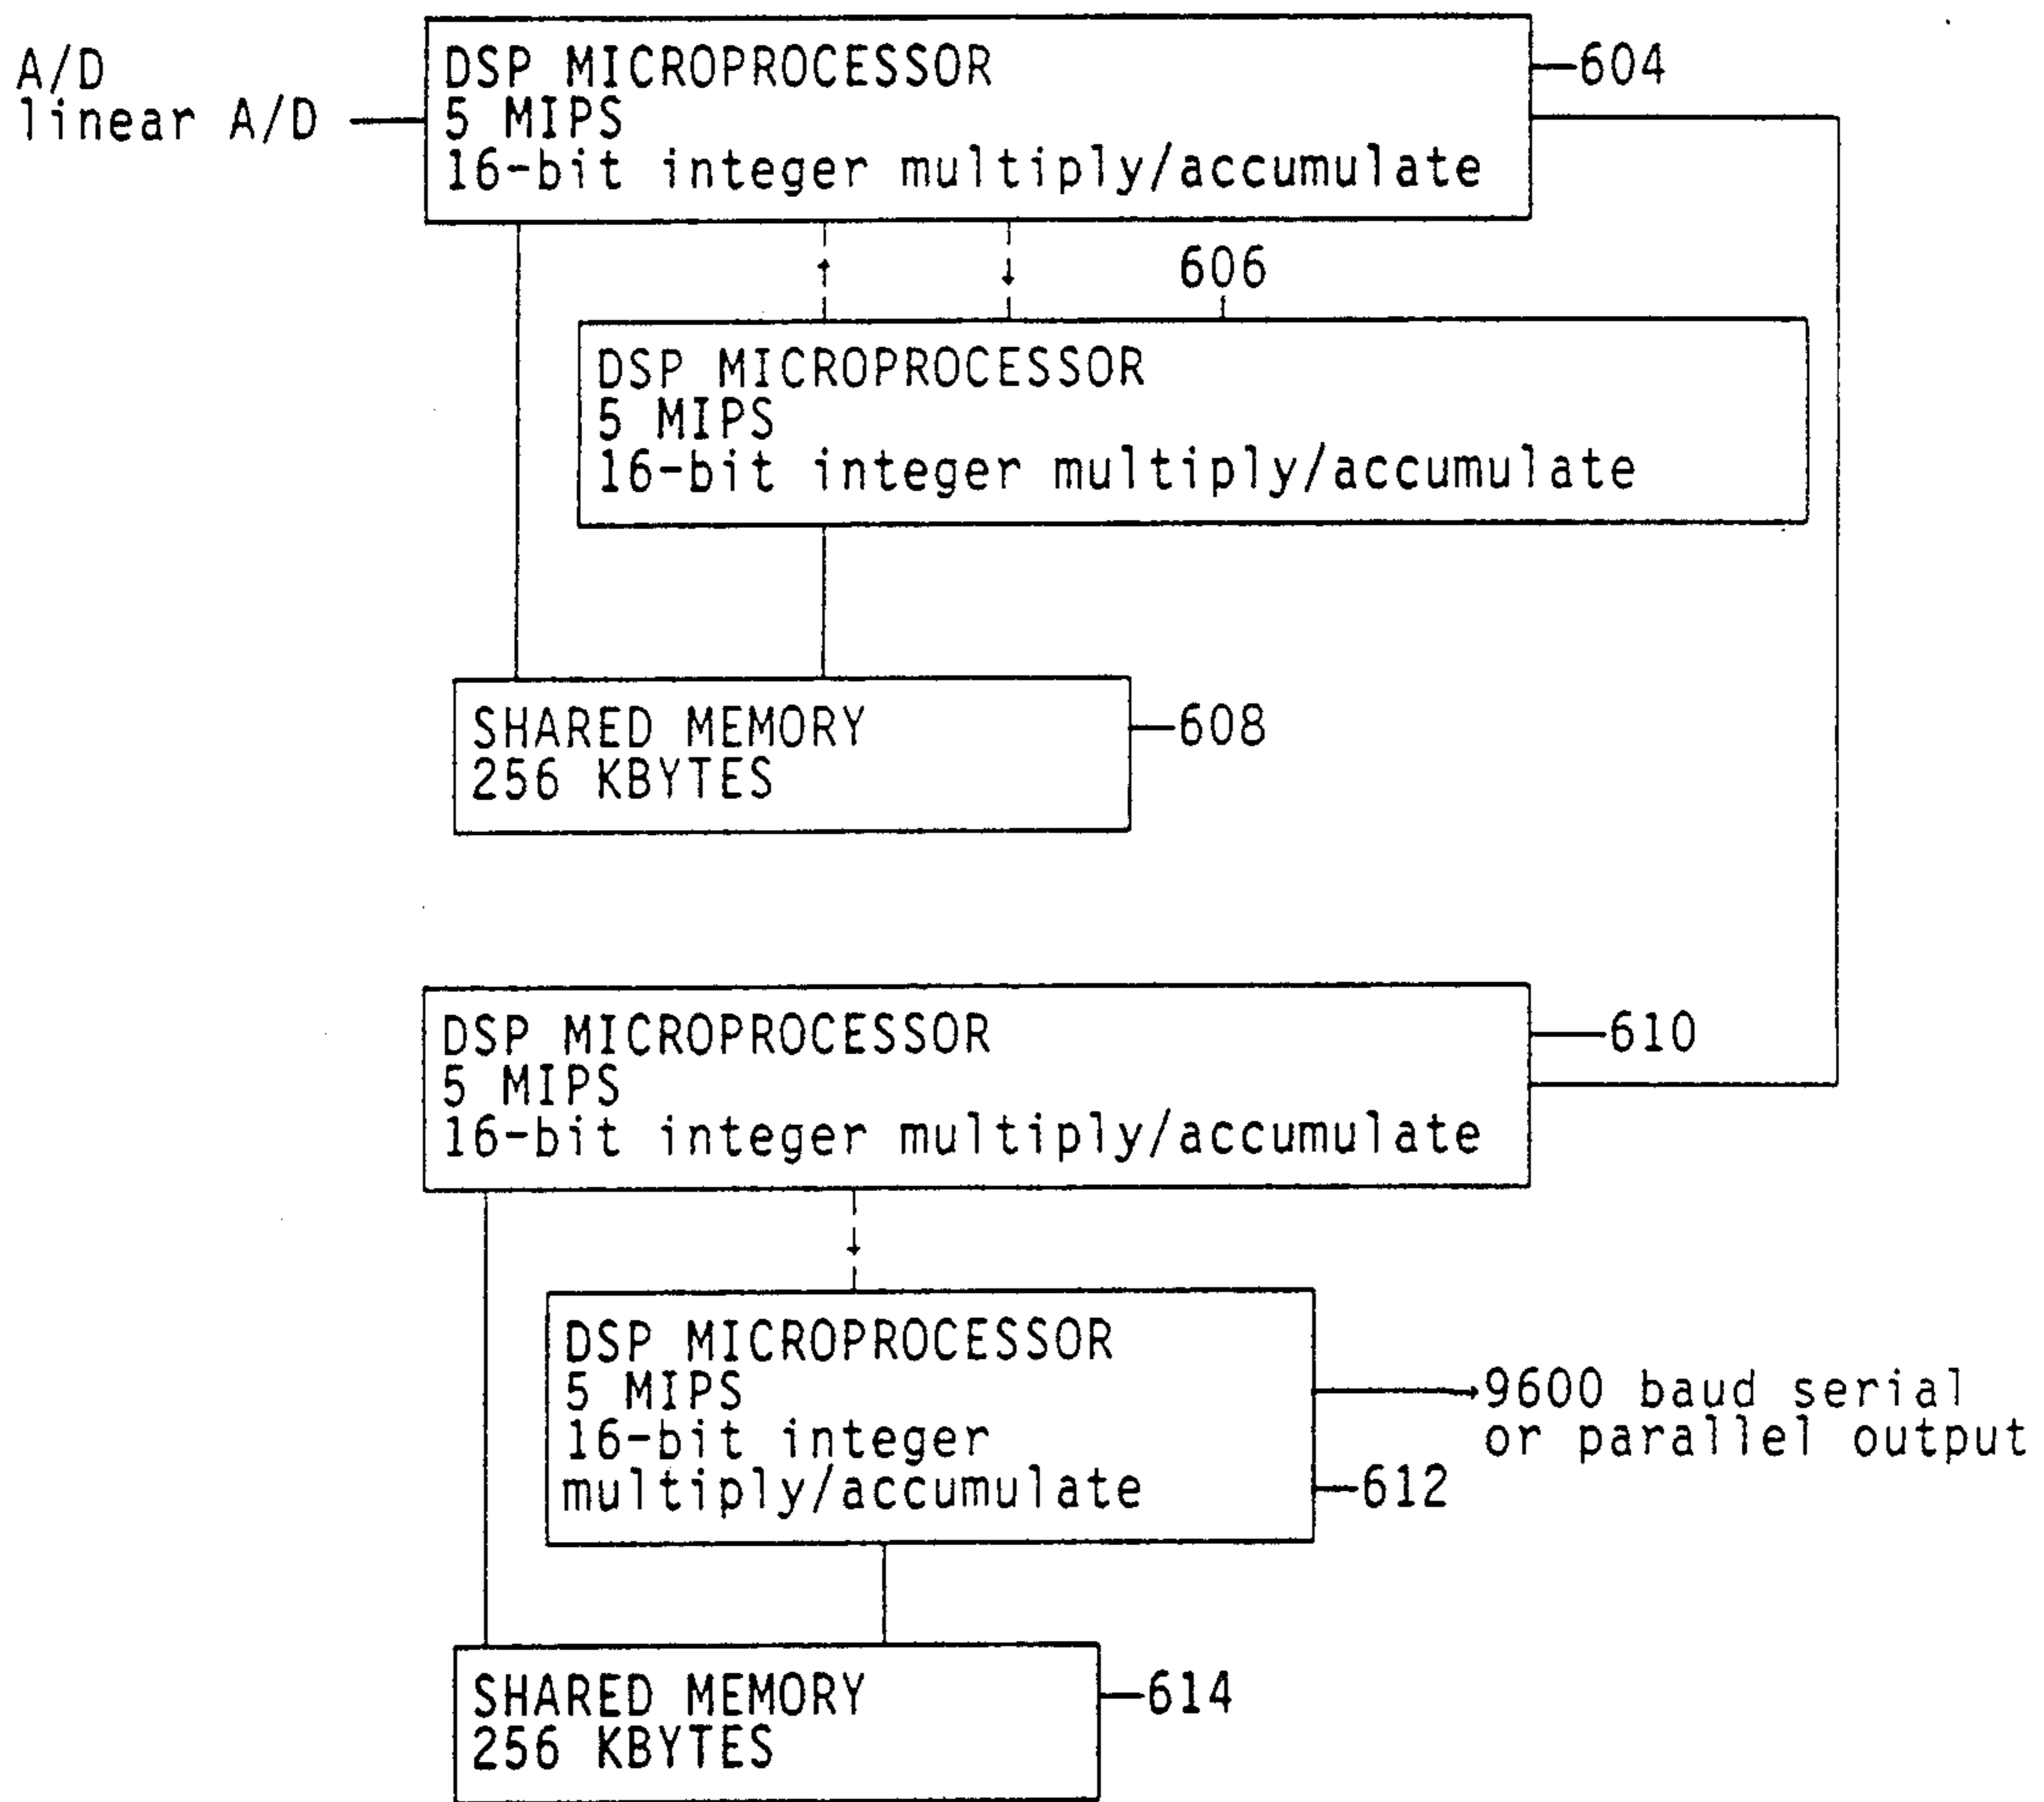 A/D
linear A/D
DSP MICROPROCESSOR
5 MIPS
16-bit integer multiply/accumulate
604
606
DSP MICROPROCESSOR
5 MIPS
16-bit integer multiply/accumulate
SHARED MEMORY
256 KBYTES
608
DSP MICROPROCESSOR
5 MIPS
16-bit integer multiply/accumulate
610
DSP MICROPROCESSOR
5 MIPS
16-bit integer
multiply/accumulate
9600 baud serial
or parallel output
612
SHARED MEMORY
256 KBYTES
614